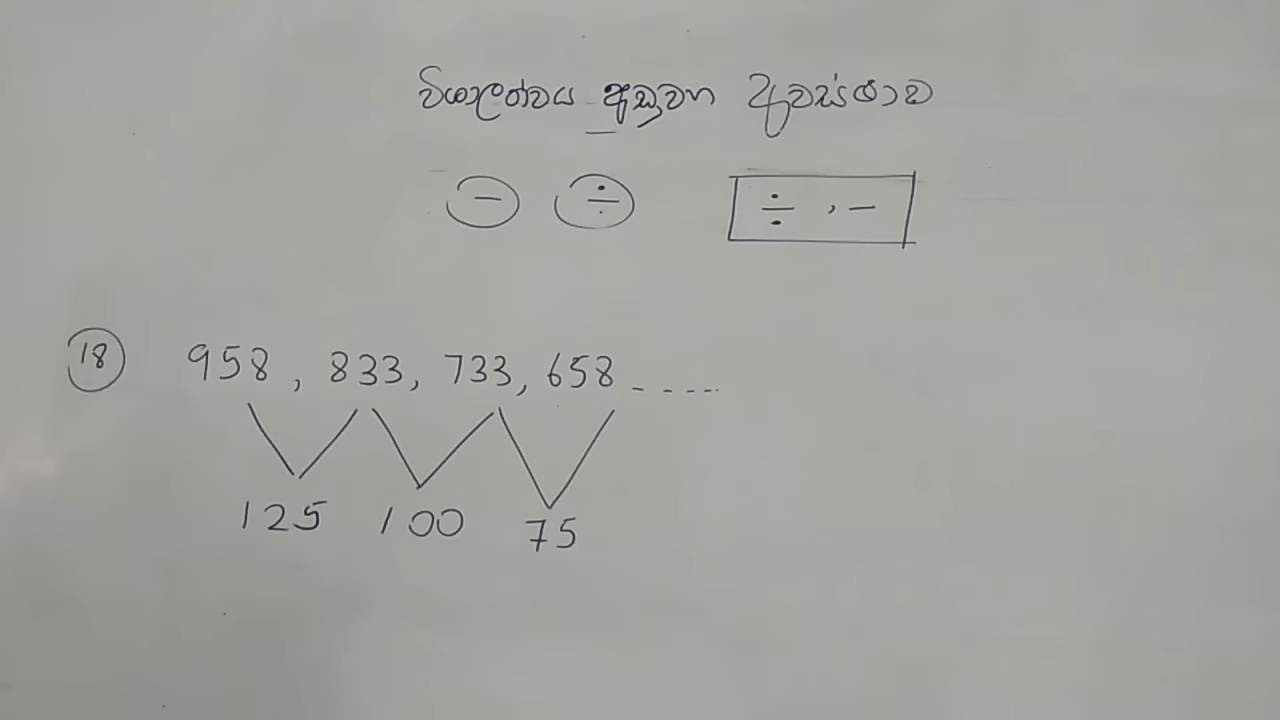 විශාලත්වය අඩුවන අවස්ථාව
- ÷ ÷ , -
18 958 , 833, 733, 658 - - - - -
125 100 75